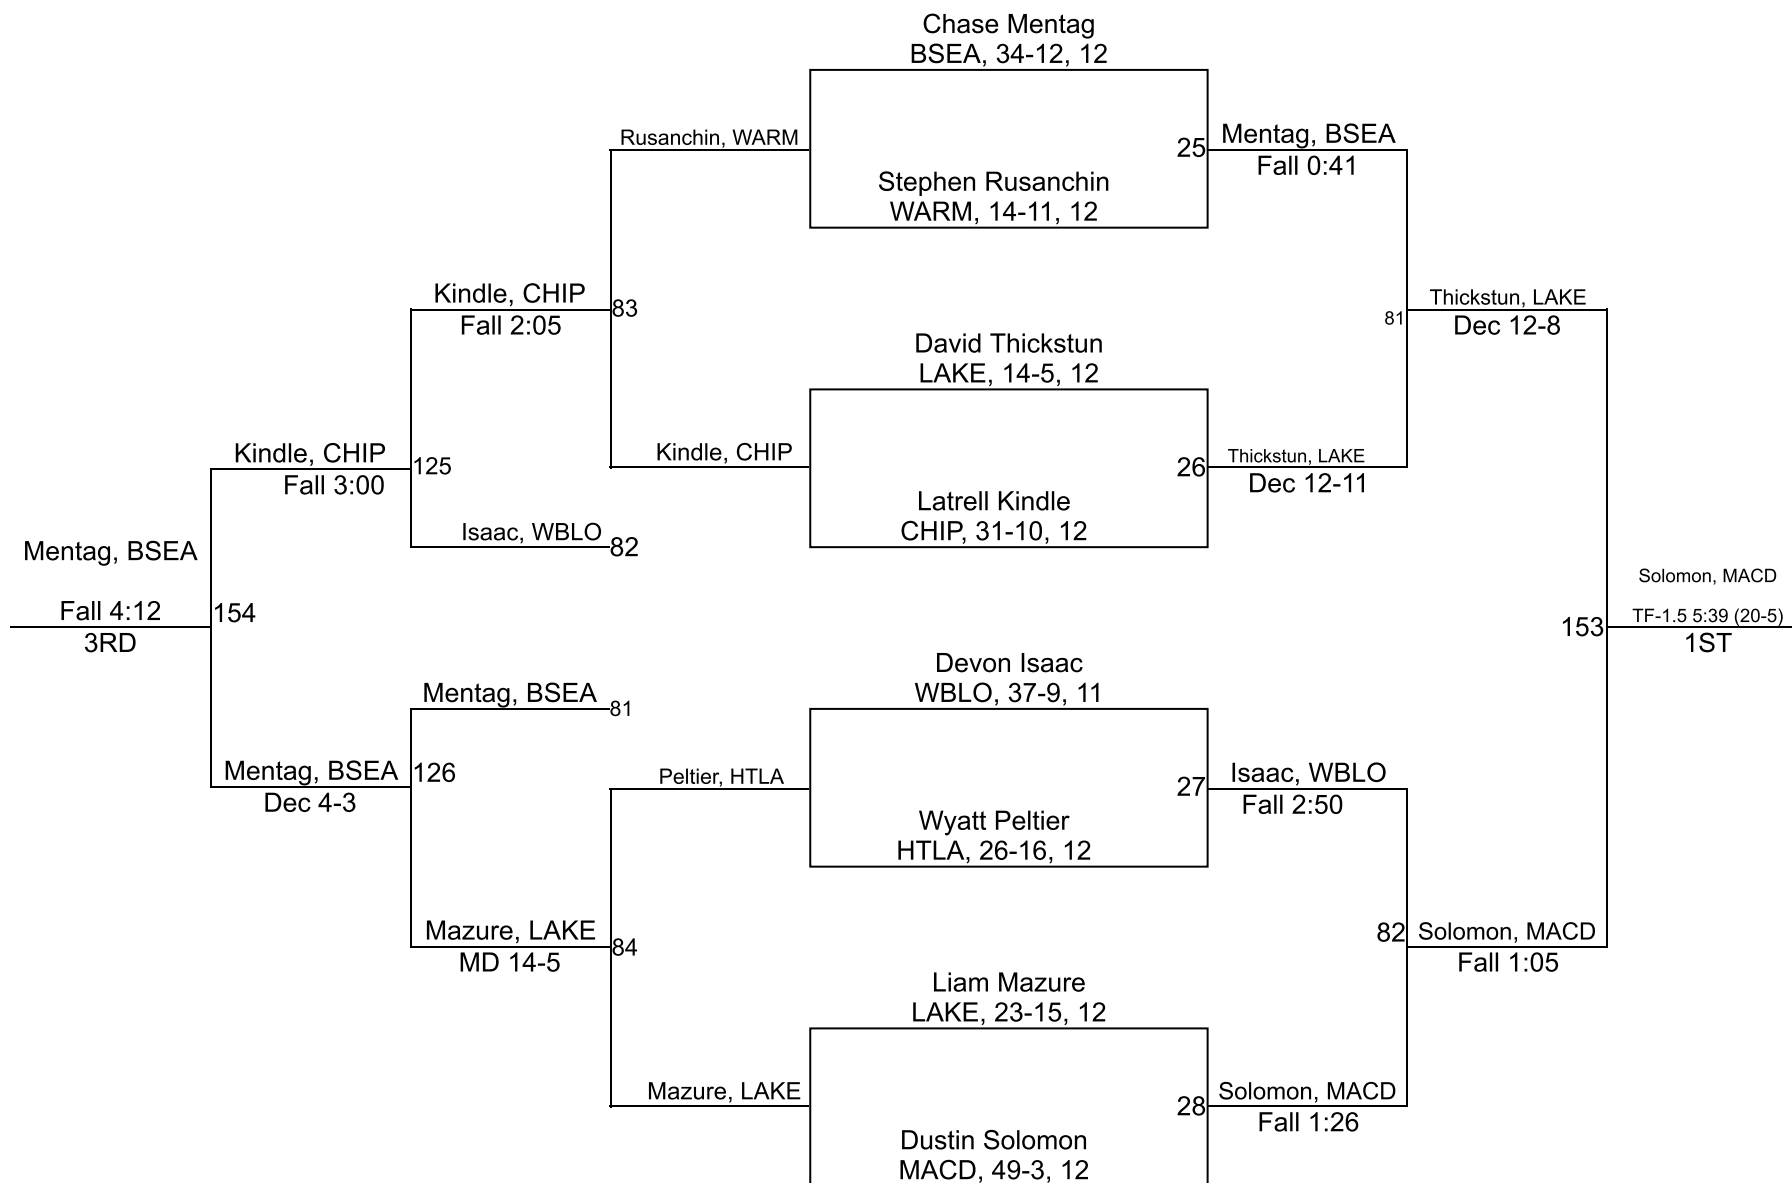 Chase Mentag
BSEA, 34-12, 12
Rusanchin, WARM
25
Mentag, BSEA
Fall 0:41
Stephen Rusanchin
WARM, 14-11, 12
Kindle, CHIP
Fall 2:05
83
81
Thickstun, LAKE
Dec 12-8
David Thickstun
LAKE, 14-5, 12
Kindle, CHIP
Fall 3:00
125
Kindle, CHIP
26
Thickstun, LAKE
Dec 12-11
Latrell Kindle
CHIP, 31-10, 12
Isaac, WBLO
82
Mentag, BSEA
Fall 4:12
3RD
154
Solomon, MACD
153
TF-1.5 5:39 (20-5)
1ST
Devon Isaac
WBLO, 37-9, 11
Mentag, BSEA
81
Mentag, BSEA
Dec 4-3
126
Peltier, HTLA
27
Isaac, WBLO
Fall 2:50
Wyatt Peltier
HTLA, 26-16, 12
Mazure, LAKE
MD 14-5
84
82
Solomon, MACD
Fall 1:05
Liam Mazure
LAKE, 23-15, 12
Mazure, LAKE
28
Solomon, MACD
Fall 1:26
Dustin Solomon
MACD, 49-3, 12